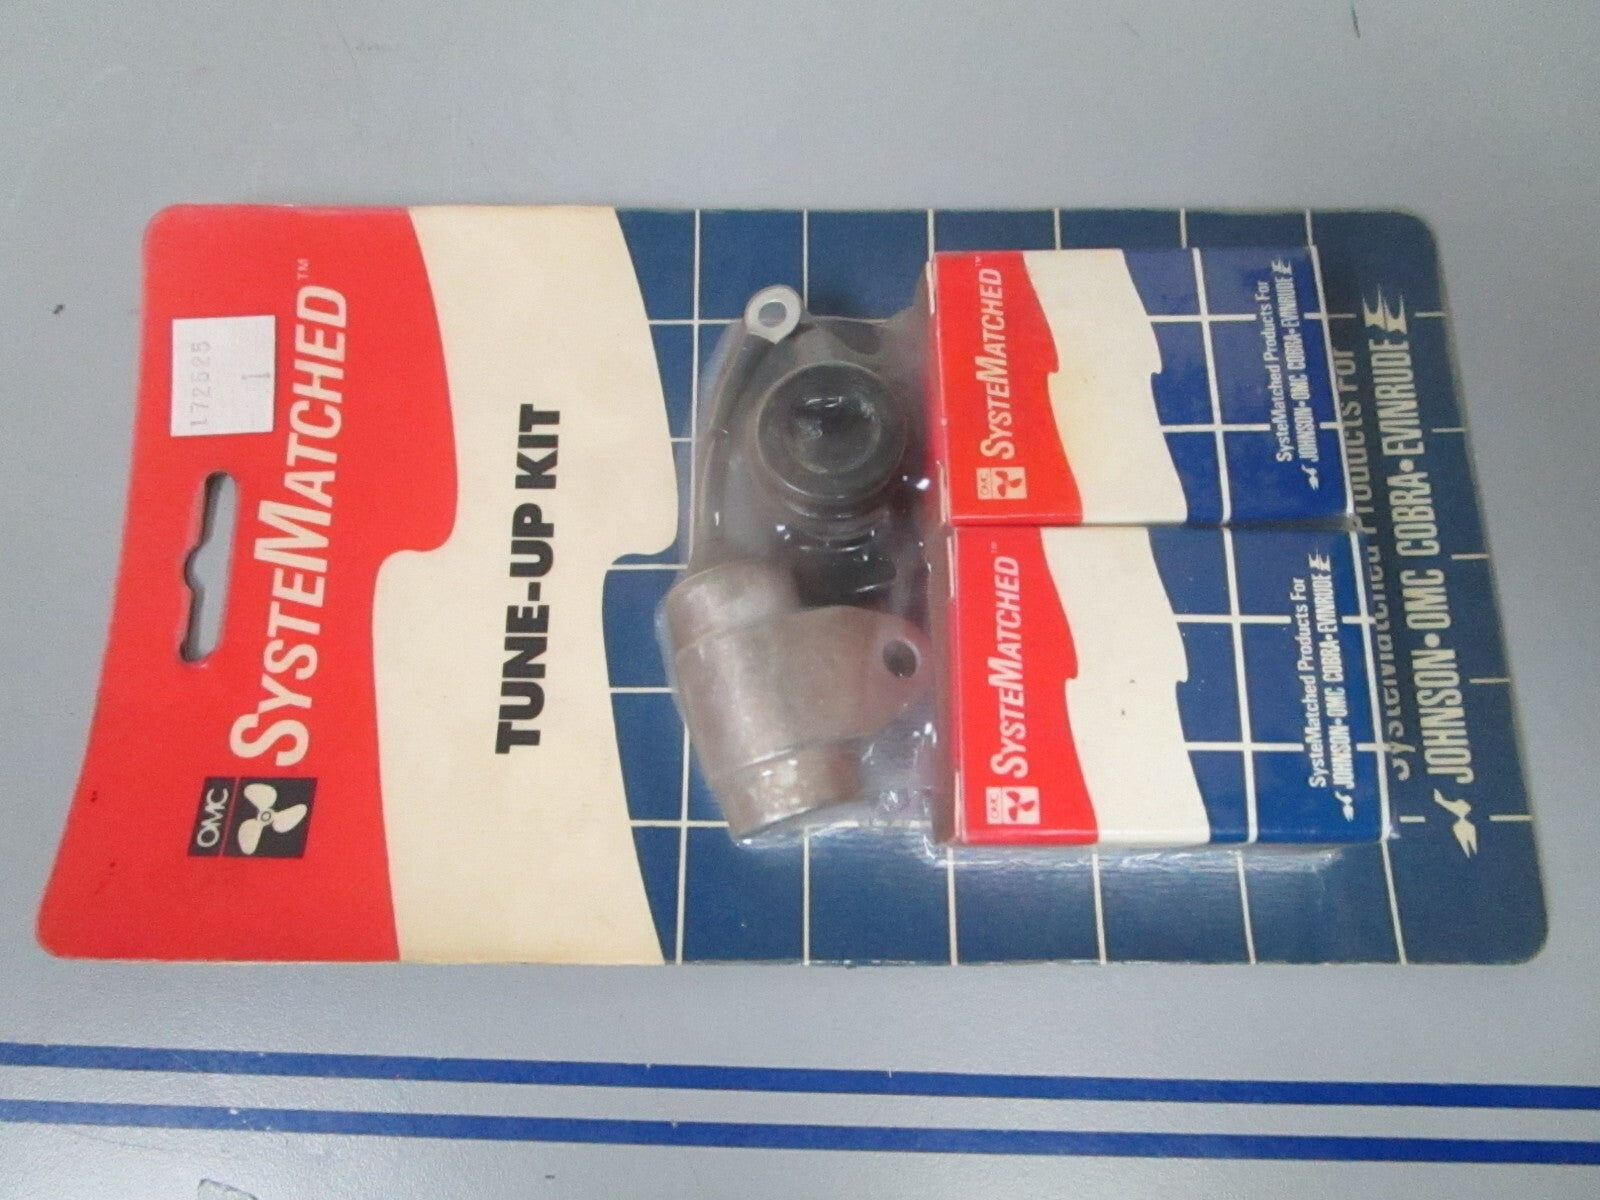 172625
1
OMC
SYSTEMATCHED™
TUNE-UP KIT
OMC
SYSTEMATCHED™
SysteMatched Products For
JOHNSON•OMC COBRA•EVINRUDE
OMC
SYSTEMATCHED™
SysteMatched Products For
JOHNSON•OMC COBRA•EVINRUDE
SysteMatched Products For
JOHNSON•OMC COBRA•EVINRUDE